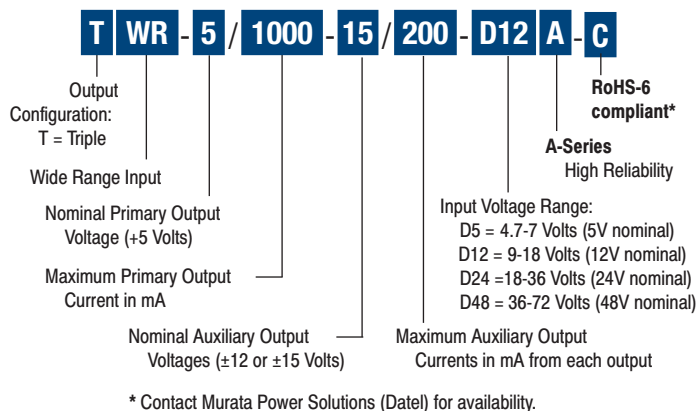 T WR - 5 / 1000 - 15 / 200 - D12 A - C
Output
Configuration:
T = Triple
Wide Range Input
Nominal Primary Output
Voltage (+5 Volts)
Maximum Primary Output
Current in mA
Nominal Auxiliary Output
Voltages (±12 or ±15 Volts)
Maximum Auxiliary Output
Currents in mA from each output
Input Voltage Range:
D5 = 4.7-7 Volts (5V nominal)
D12 = 9-18 Volts (12V nominal)
D24 =18-36 Volts (24V nominal)
D48 = 36-72 Volts (48V nominal)
A-Series
High Reliability
RoHS-6
compliant*
* Contact Murata Power Solutions (Datel) for availability.